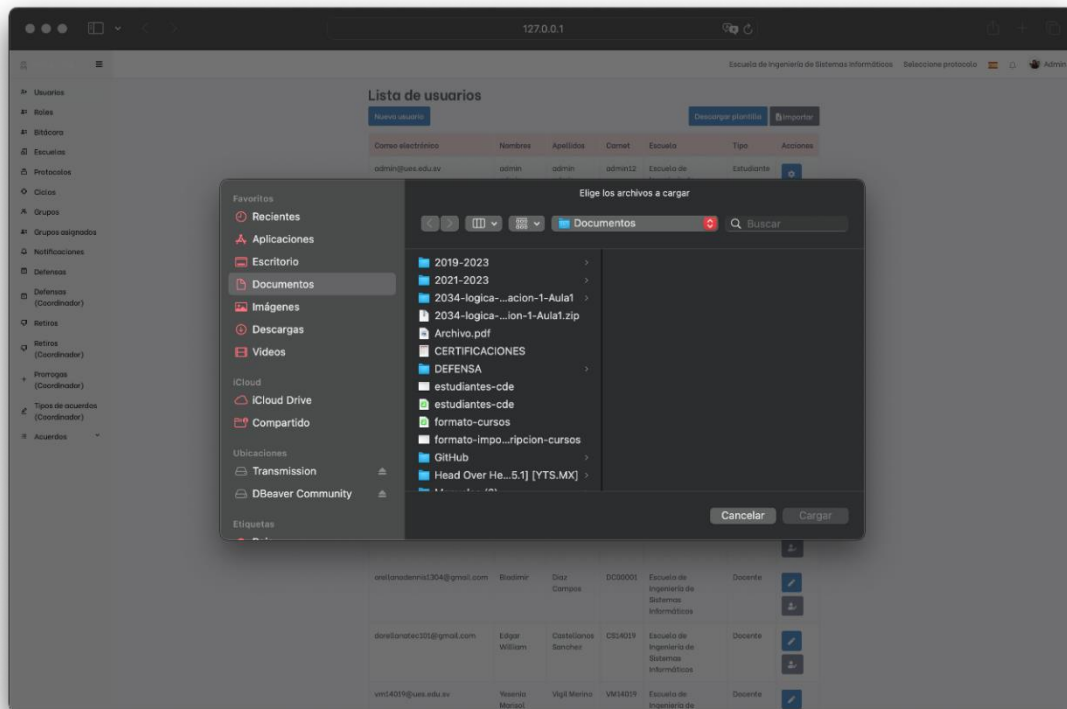 127.0.0.1
Escuela de Ingeniería de Sistemas Informáticos Seleccione protocolo Admin
Usuarios
Roles
Bitácora
Escuelas
Protocolos
Ciclos
Grupos
Grupos asignados
Notificaciones
Defensas
Defensas
(Coordinador)
Retiros
Retiros
(Coordinador)
Prorrogas
(Coordinador)
Tipos de acuerdos
(Coordinador)
Acuerdos
Lista de usuarios
Nuevo usuario Descargar plantilla Importar
Correo electrónico Nombres Apellidos Carnet Escuela Tipo Acciones
admin@ues.edu.sv admin admin admin12 Escuela de Estudiante
Elige los archivos a cargar
Favoritos
Recientes
Aplicaciones
Escritorio
Documentos
Imágenes
Descargas
Videos
iCloud
iCloud Drive
Compartido
Ubicaciones
Transmission
DBeaver Community
Etiquetas
Documentos
Buscar
2019-2023
2021-2023
2034-logica-...acion-1-Aula1
2034-logica-...ion-1-Aula1.zip
Archivo.pdf
CERTIFICACIONES
DEFENSA
estudiantes-cde
estudiantes-cde
formato-cursos
formato-impo...ripcion-cursos
GitHub
Head Over He...5.1] [YTS.MX]
Cancelar Cargar
orellanadennis1304@gmail.com Bladimir Diaz Campos DC00001 Escuela de Ingeniería de Sistemas Informáticos Docente
dorellanatec101@gmail.com Edgar William Castellanos Sanchez CS14019 Escuela de Ingeniería de Sistemas Informáticos Docente
vm14019@ues.edu.sv Yesenia Marisol Vigil Merino VM14019 Escuela de Ingeniería de Docente